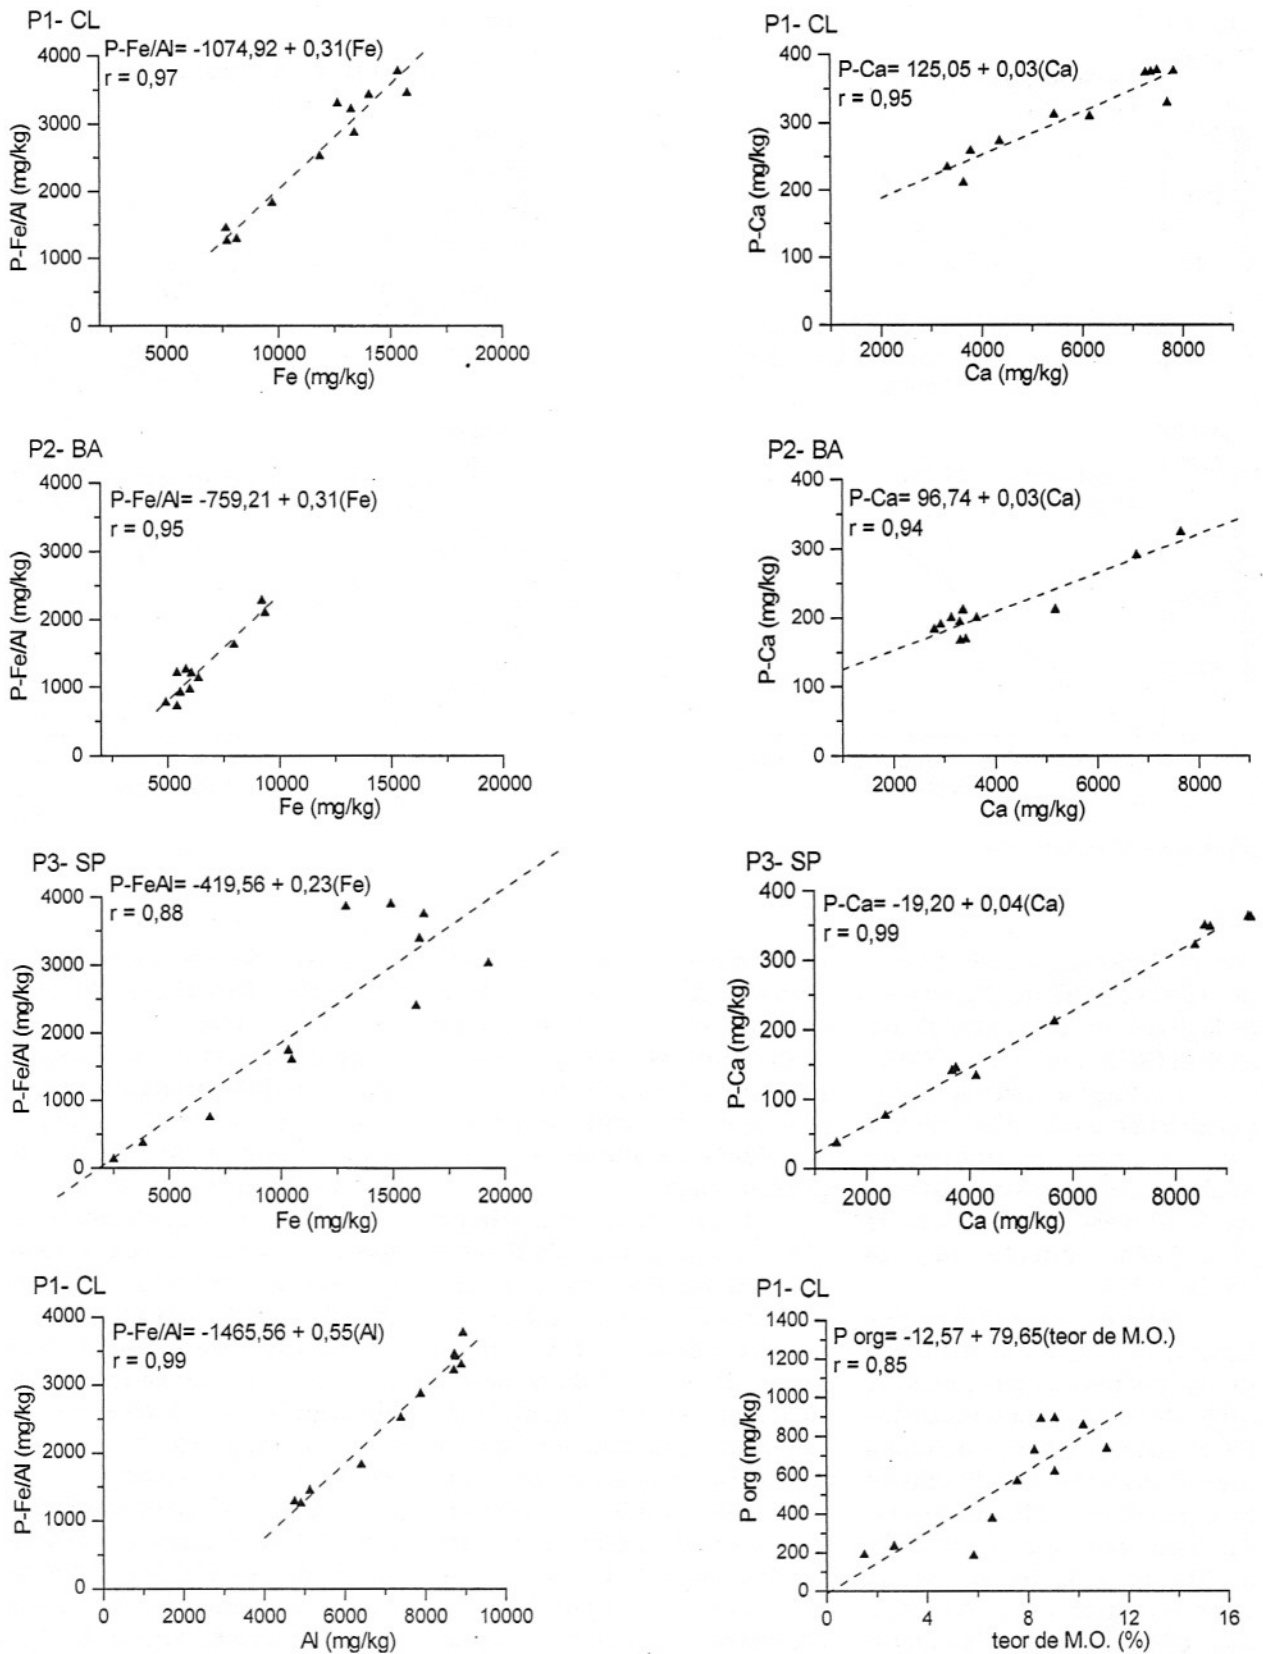 P1- CL
P-Fe/Al= -1074,92 + 0,31(Fe)
r = 0,97
4000
3000
2000
1000
0
P-Fe/Al (mg/kg)
5000 10000 15000 20000
Fe (mg/kg)
P1- CL
P-Ca= 125,05 + 0,03(Ca)
r = 0,95
400
300
200
100
0
P-Ca (mg/kg)
2000 4000 6000 8000
Ca (mg/kg)
P2- BA
P-Fe/Al= -759,21 + 0,31(Fe)
r = 0,95
4000
3000
2000
1000
0
P-Fe/Al (mg/kg)
5000 10000 15000 20000
Fe (mg/kg)
P2- BA
P-Ca= 96,74 + 0,03(Ca)
r = 0,94
400
300
200
100
0
P-Ca (mg/kg)
2000 4000 6000 8000
Ca (mg/kg)
P3- SP
P-FeAl= -419,56 + 0,23(Fe)
r = 0,88
4000
3000
2000
1000
0
P-Fe/Al (mg/kg)
5000 10000 15000 20000
Fe (mg/kg)
P3- SP
P-Ca= -19,20 + 0,04(Ca)
r = 0,99
400
300
200
100
0
P-Ca (mg/kg)
2000 4000 6000 8000
Ca (mg/kg)
P1- CL
P-Fe/Al= -1465,56 + 0,55(Al)
r = 0,99
4000
3000
2000
1000
0
P-Fe/Al (mg/kg)
0 2000 4000 6000 8000 10000
Al (mg/kg)
P1- CL
P org= -12,57 + 79,65(teor de M.O.)
r = 0,85
1400
1200
1000
800
600
400
200
0
P org (mg/kg)
0 4 8 12 16
teor de M.O. (%)